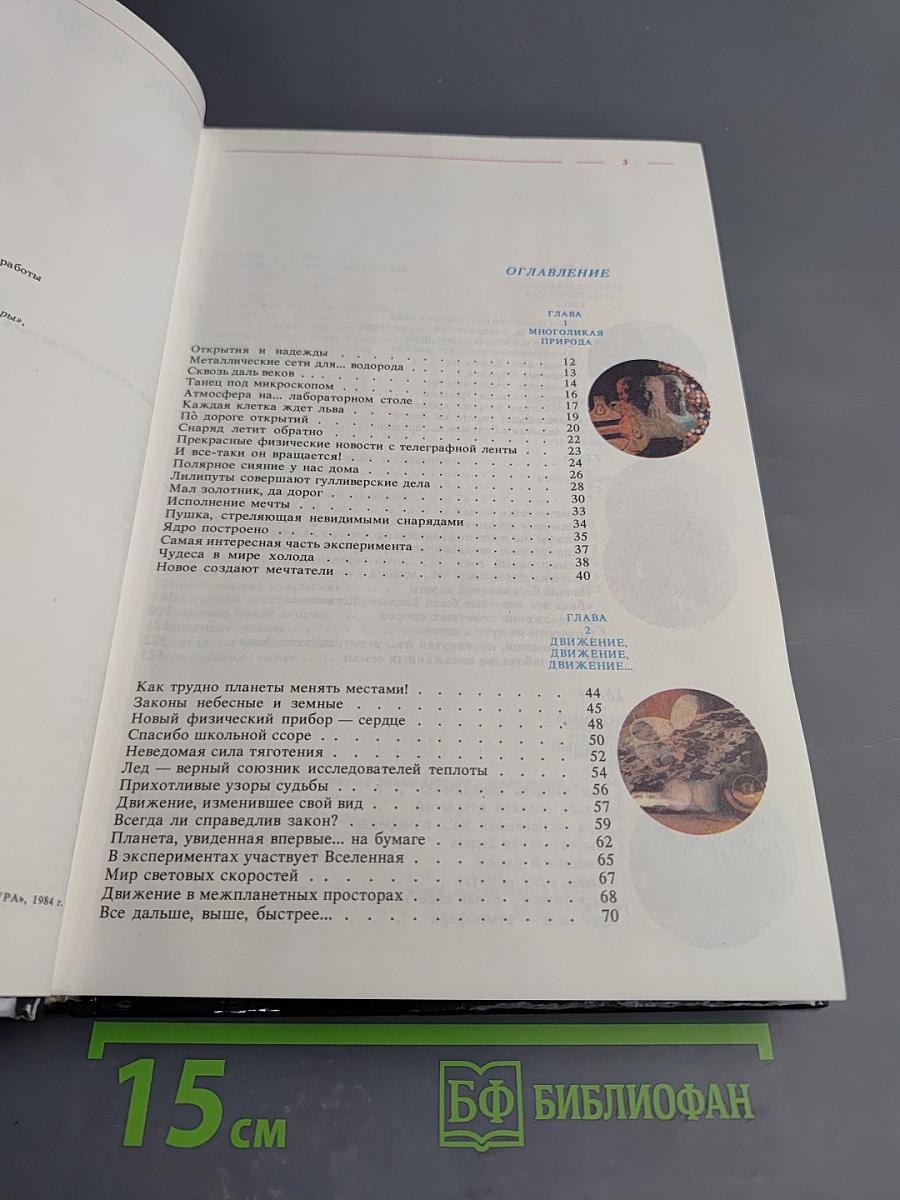 работы
ры»,
УРА», 1984 г.
3
ОГЛАВЛЕНИЕ
ГЛАВА
1
МНОГОЛИКАЯ
ПРИРОДА
Открытия и надежды . . . . . . . . . . 12
Металлические сети для... водорода . . . . . . . . . . 13
Сквозь даль веков . . . . . . . . . . 14
Танец под микроскопом . . . . . . . . . . 16
Атмосфера на... лабораторном столе . . . . . . . . . . 17
Каждая клетка ждет льва . . . . . . . . . . 19
По дороге открытий . . . . . . . . . . 20
Снаряд летит обратно . . . . . . . . . . 22
Прекрасные физические новости с телеграфной ленты . . 23
И все-таки он вращается! . . . . . . . . . . 24
Полярное сияние у нас дома . . . . . . . . . . 26
Лилипуты совершают гулливерские дела . . . . . . . . 28
Мал золотник, да дорог . . . . . . . . . . 30
Исполнение мечты . . . . . . . . . . 33
Пушка, стреляющая невидимыми снарядами . . . . . . 34
Ядро построено . . . . . . . . . . 35
Самая интересная часть эксперимента . . . . . . . . 37
Чудеса в мире холода . . . . . . . . . . 38
Новое создают мечтатели . . . . . . . . . . 40
ГЛАВА
2
ДВИЖЕНИЕ,
ДВИЖЕНИЕ,
ДВИЖЕНИЕ...
Как трудно планеты менять местами! . . . . . . . . 44
Законы небесные и земные . . . . . . . . . . 45
Новый физический прибор — сердце . . . . . . . . 48
Спасибо школьной ссоре . . . . . . . . . . 50
Неведомая сила тяготения . . . . . . . . . . 52
Лед — верный союзник исследователей теплоты . . . . 54
Прихотливые узоры судьбы . . . . . . . . . . 56
Движение, изменившее свой вид . . . . . . . . . . 57
Всегда ли справедлив закон? . . . . . . . . . . 59
Планета, увиденная впервые... на бумаге . . . . . . . 62
В экспериментах участвует Вселенная . . . . . . . . 65
Мир световых скоростей . . . . . . . . . . 67
Движение в межпланетных просторах . . . . . . . . 68
Все дальше, выше, быстрее... . . . . . . . . . . 70
15 см
БФ БИБЛИОФАН